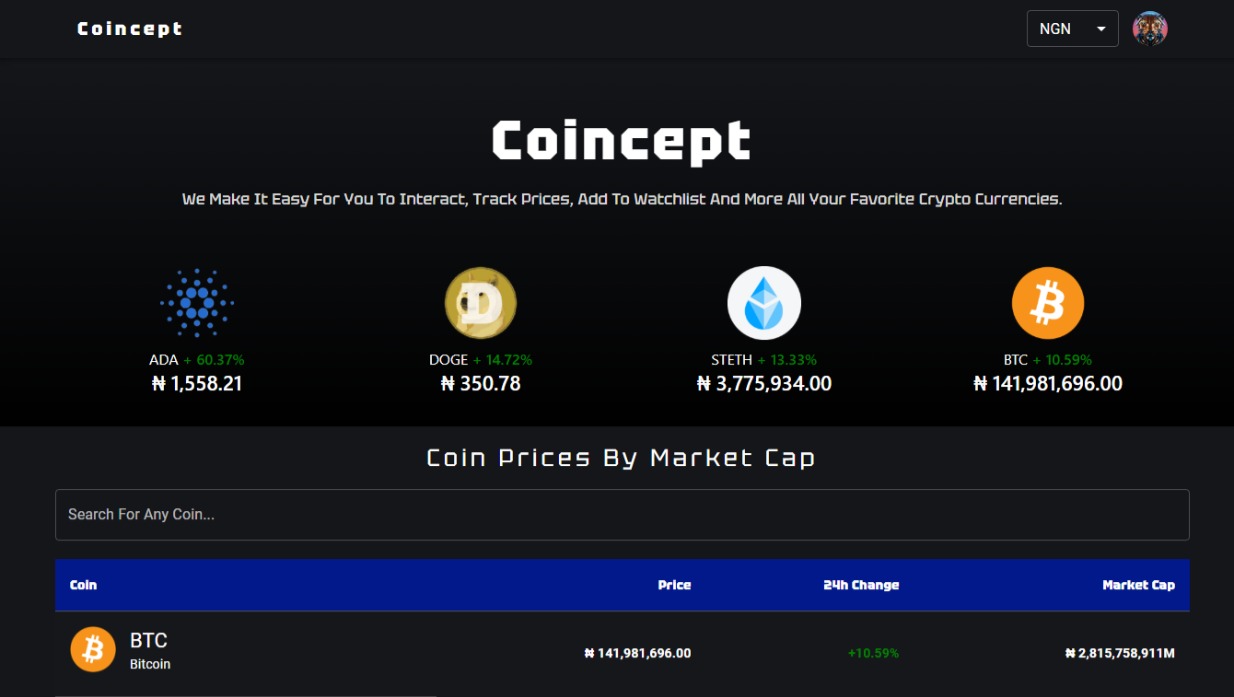 Coincept
NGN
Coincept
We Make It Easy For You To Interact, Track Prices, Add To Watchlist And More All Your Favorite Crypto Currencies.
ADA + 60.37%
₦ 1,558.21
DOGE + 14.72%
₦ 350.78
STETH + 13.33%
₦ 3,775,934.00
BTC + 10.59%
₦ 141,981,696.00
Coin Prices By Market Cap
Search For Any Coin...
Coin Price 24h Change Market Cap
BTC
Bitcoin
₦ 141,981,696.00 +10.59% ₦ 2,815,758,911M